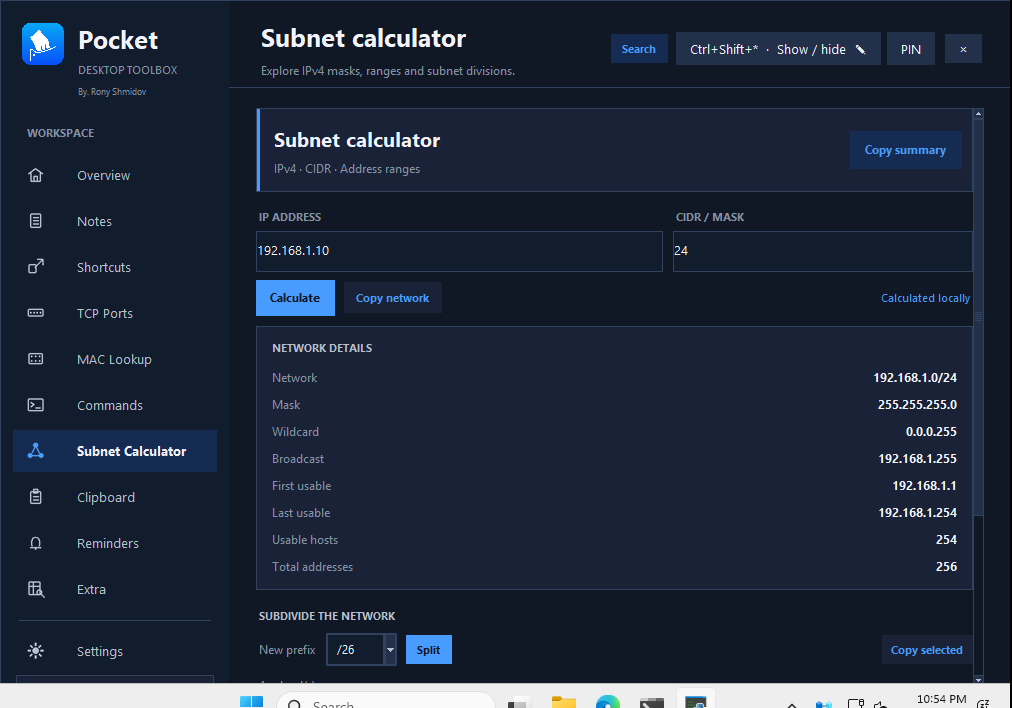 Pocket
DESKTOP TOOLBOX
By. Rony Shmidov
WORKSPACE
Overview
Notes
Shortcuts
TCP Ports
MAC Lookup
Commands
Subnet Calculator
Clipboard
Reminders
Extra
Settings
Subnet calculator
Explore IPv4 masks, ranges and subnet divisions.
Search
Ctrl+Shift+* · Show / hide
PIN
×
Subnet calculator
IPv4 · CIDR · Address ranges
Copy summary
IP ADDRESS
CIDR / MASK
192.168.1.10
24
Calculate
Copy network
Calculated locally
NETWORK DETAILS
Network 192.168.1.0/24
Mask 255.255.255.0
Wildcard 0.0.0.255
Broadcast 192.168.1.255
First usable 192.168.1.1
Last usable 192.168.1.254
Usable hosts 254
Total addresses 256
SUBDIVIDE THE NETWORK
New prefix /26 Split
Copy selected
Search
10:54 PM